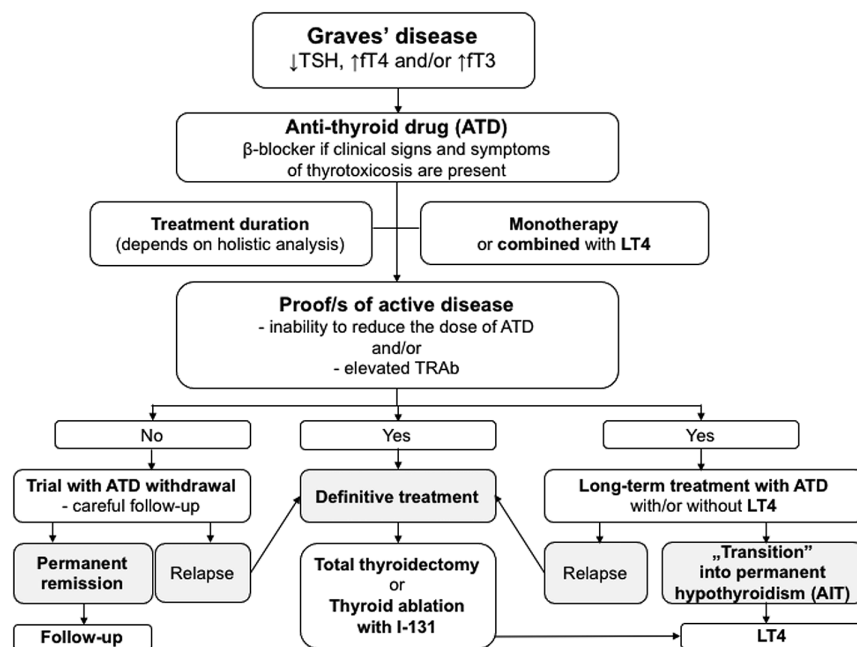 Graves’ disease
↓TSH, ↑fT4 and/or ↑fT3
Anti-thyroid drug (ATD)
β-blocker if clinical signs and symptoms
of thyrotoxicosis are present
Treatment duration
(depends on holistic analysis)
Monotherapy
or combined with LT4
Proof/s of active disease
- inability to reduce the dose of ATD
and/or
- elevated TRAb
No
Yes
Yes
Trial with ATD withdrawal
- careful follow-up
Definitive treatment
Long-term treatment with ATD
with/or without LT4
Permanent
remission
Relapse
Total thyroidectomy
or
Thyroid ablation
with I-131
Relapse
„Transition”
into permanent
hypothyroidism (AIT)
Follow-up
LT4